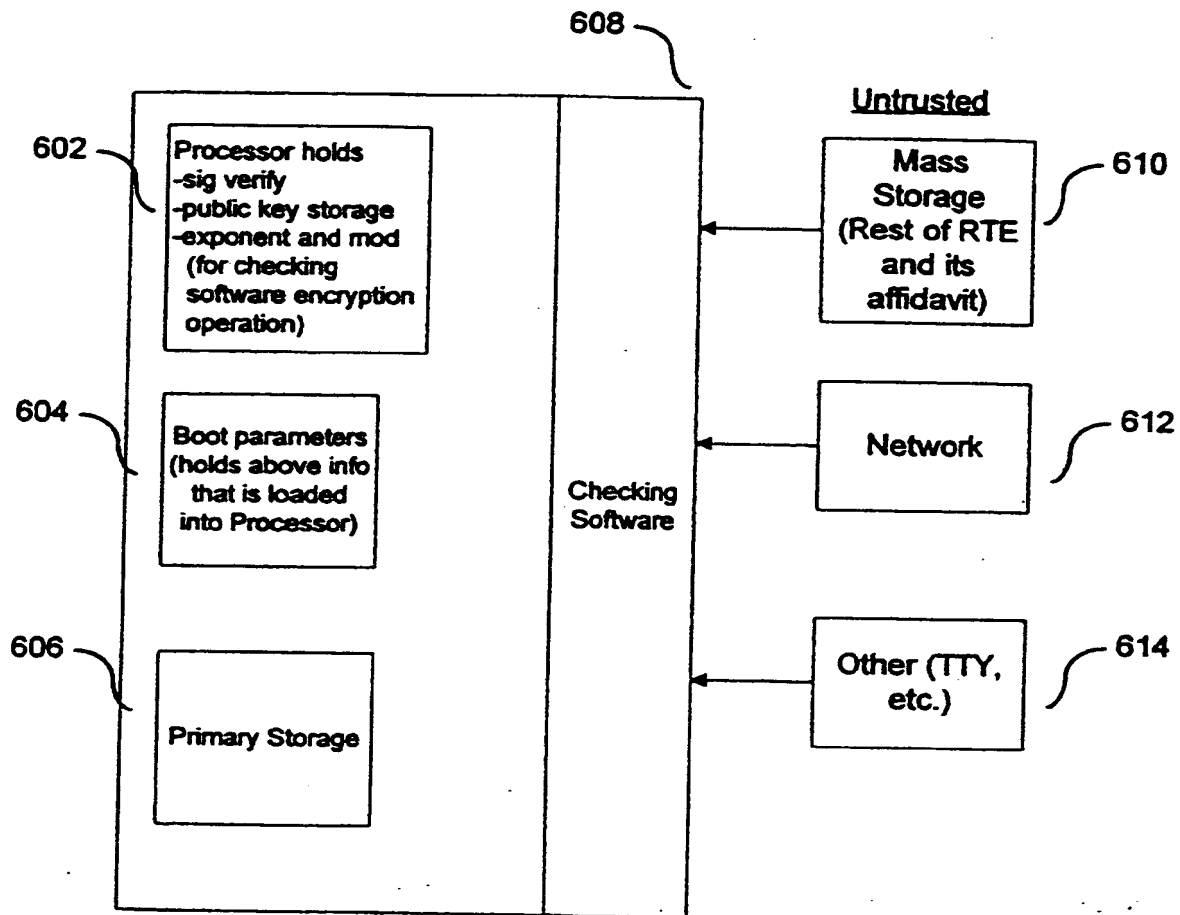 608
Untrusted
602
Processor holds
-sig verify
-public key storage
-exponent and mod
(for checking
software encryption
operation)
Mass
Storage
(Rest of RTE
and its
affidavit)
610
604
Boot parameters
(holds above info
that is loaded
into Processor)
Checking
Software
Network
612
606
Primary Storage
Other (TTY,
etc.)
614